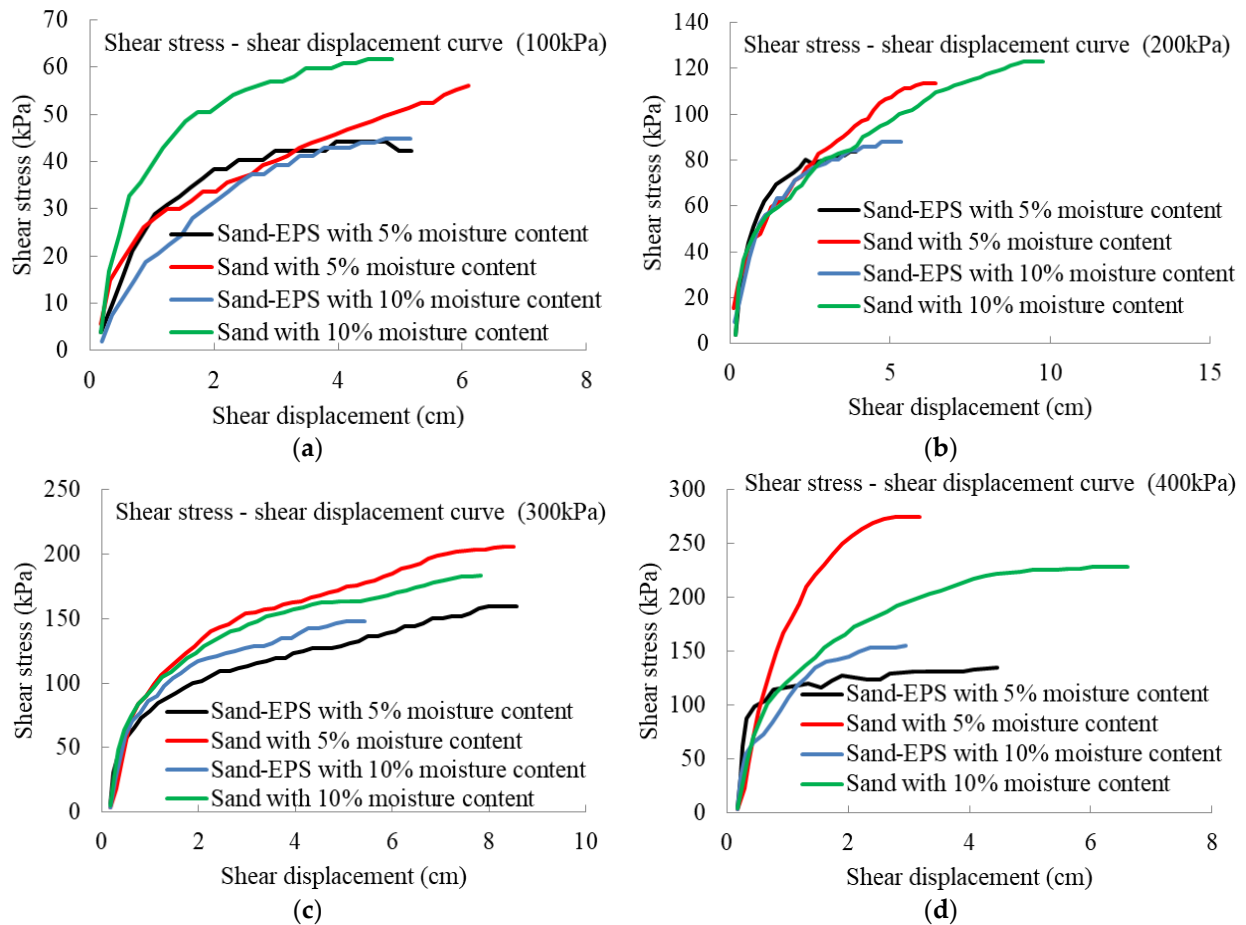 Shear stress - shear displacement curve (100kPa)
Shear stress (kPa)
70
60
50
40
30
20
10
0
Sand-EPS with 5% moisture content
Sand with 5% moisture content
Sand-EPS with 10% moisture content
Sand with 10% moisture content
0 2 4 6 8
Shear displacement (cm)
(a)
Shear stress - shear displacement curve (200kPa)
Shear stress (kPa)
140
120
100
80
60
40
20
0
Sand-EPS with 5% moisture content
Sand with 5% moisture content
Sand-EPS with 10% moisture content
Sand with 10% moisture content
0 5 10 15
Shear displacement (cm)
(b)
Shear stress - shear displacement curve (300kPa)
Shear stress (kPa)
250
200
150
100
50
0
Sand-EPS with 5% moisture content
Sand with 5% moisture content
Sand-EPS with 10% moisture content
Sand with 10% moisture content
0 2 4 6 8 10
Shear displacement (cm)
(c)
Shear stress - shear displacement curve (400kPa)
Shear stress (kPa)
300
250
200
150
100
50
0
Sand-EPS with 5% moisture content
Sand with 5% moisture content
Sand-EPS with 10% moisture content
Sand with 10% moisture content
0 2 4 6 8
Shear displacement (cm)
(d)